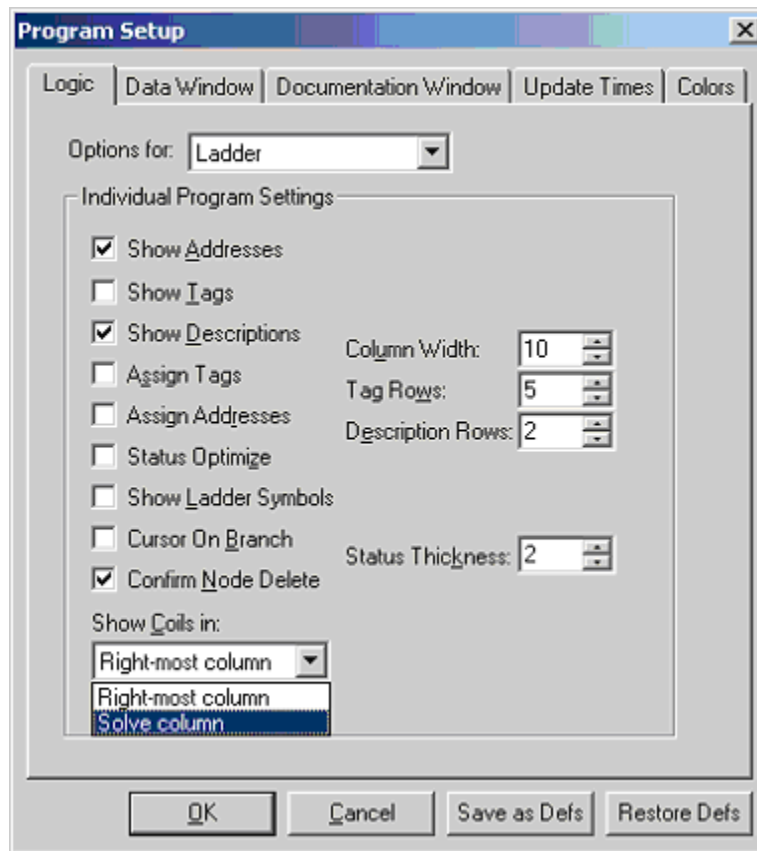 Program Setup
Logic Data Window Documentation Window Update Times Colors
Options for: Ladder
Individual Program Settings
Show Addresses
Show Tags
Show Descriptions
Column Width: 10
Assign Tags
Tag Rows: 5
Assign Addresses
Description Rows: 2
Status Optimize
Show Ladder Symbols
Cursor On Branch
Status Thickness: 2
Confirm Node Delete
Show Coils in:
Right-most column
Right-most column
Solve column
OK Cancel Save as Defs Restore Defs